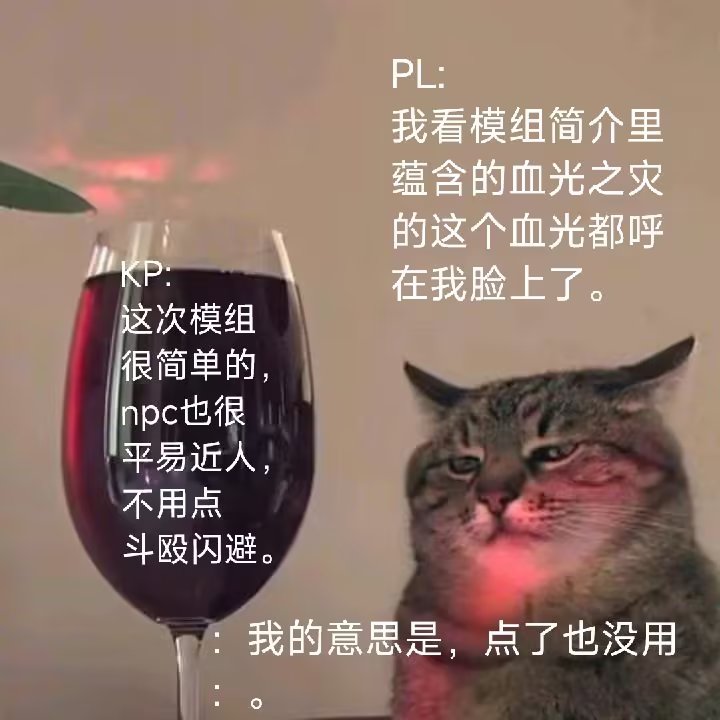 PL:
我看模组简介里
蕴含的血光之灾
的这个血光都呼
在我脸上了。
KP:
这次模组
很简单的，
npc也很
平易近人，
不用点
斗殴闪避。
：我的意思是，点了也没用
：。